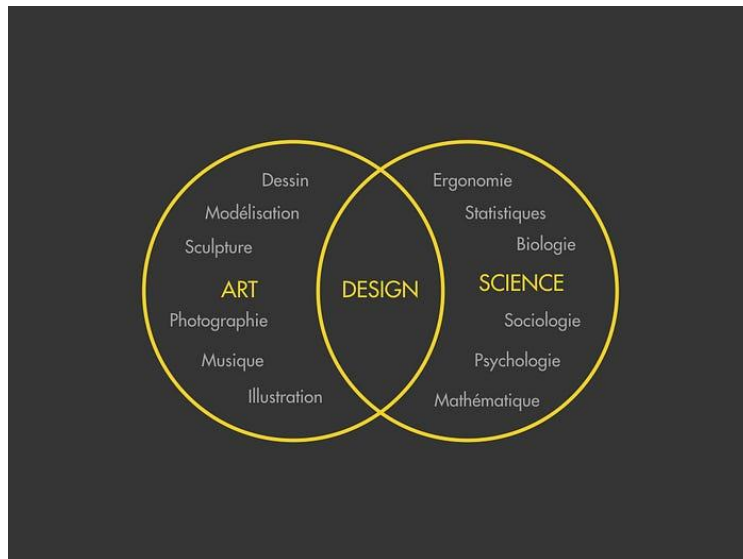 Dessin
Modélisation
Sculpture
ART
Photographie
Musique
Illustration
DESIGN
Ergonomie
Statistiques
Biologie
SCIENCE
Sociologie
Psychologie
Mathématique